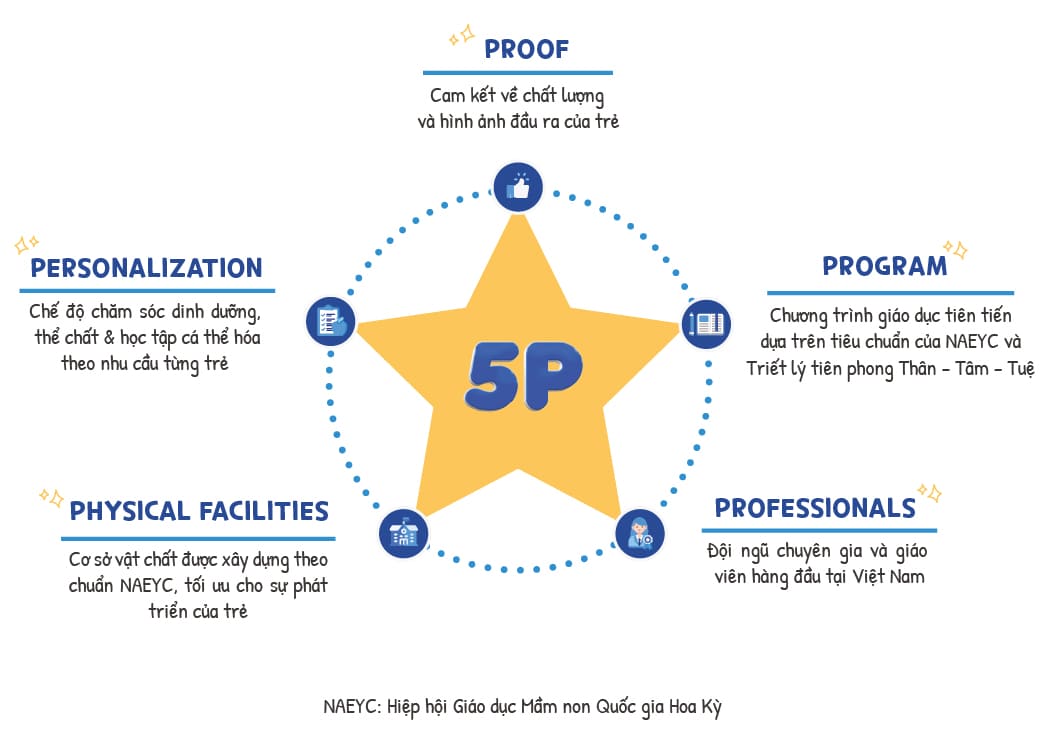 PROOF
Cam kết về chất lượng
và hình ảnh đầu ra của trẻ
PERSONALIZATION
Chế độ chăm sóc dinh dưỡng,
thể chất & học tập cá thể hóa
theo nhu cầu từng trẻ
PROGRAM
Chương trình giáo dục tiên tiến
dựa trên tiêu chuẩn của NAEYC và
Triết lý tiên phong Thân - Tâm - Tuệ
5P
PHYSICAL FACILITIES
Cơ sở vật chất được xây dựng theo
chuẩn NAEYC, tối ưu cho sự phát
triển của trẻ
PROFESSIONALS
Đội ngũ chuyên gia và giáo
viên hàng đầu tại Việt Nam
NAEYC: Hiệp hội Giáo dục Mầm non Quốc gia Hoa Kỳ